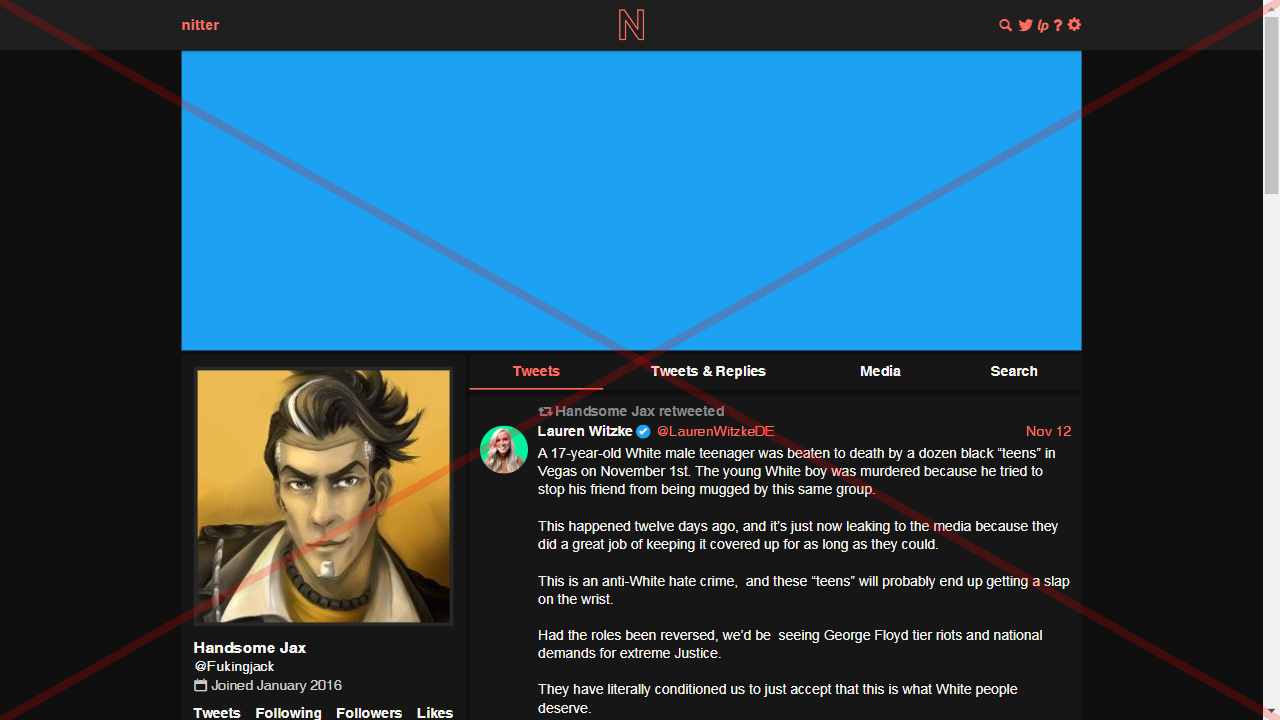 nitter
N
lp ?
Tweets
Tweets & Replies
Media
Search
Handsome Jax retweeted
Lauren Witzke @LaurenWitzkeDE Nov 12
A 17-year-old White male teenager was beaten to death by a dozen black “teens” in
Vegas on November 1st. The young White boy was murdered because he tried to
stop his friend from being mugged by this same group.
This happened twelve days ago, and it’s just now leaking to the media because they
did a great job of keeping it covered up for as long as they could.
This is an anti-White hate crime,  and these “teens” will probably end up getting a slap
on the wrist.
Had the roles been reversed, we’d be  seeing George Floyd tier riots and national
demands for extreme Justice.
They have literally conditioned us to just accept that this is what White people
deserve.
Handsome Jax
@Fukingjack
Joined January 2016
Tweets Following Followers Likes